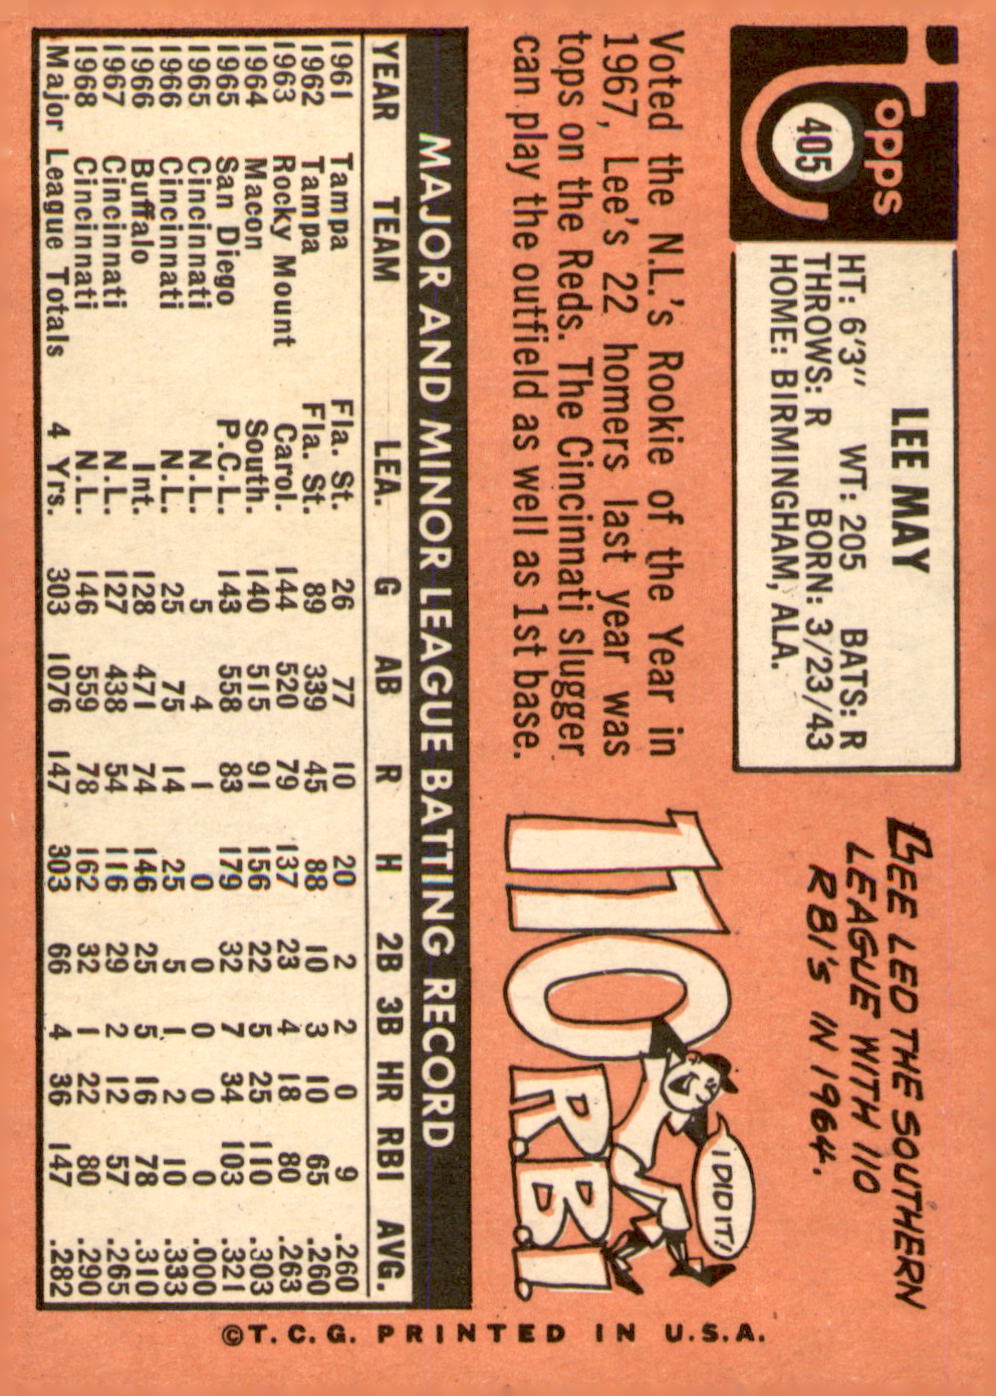 Topps
405
LEE MAY
HT: 6'3" WT: 205 BATS: R
THROWS: R BORN: 3/23/43
HOME: BIRMINGHAM, ALA.
Voted the N.L.'s Rookie of the Year in
1967, Lee's 22 homers last year was
tops on the Reds. The Cincinnati slugger
can play the outfield as well as 1st base.
LEE LED THE SOUTHERN
LEAGUE WITH 110
RBI's IN 1964.
I DID IT!
110 R.B.I.
MAJOR AND MINOR LEAGUE BATTING RECORD
YEAR TEAM LEA. G AB R H 2B 3B HR RBI AVG.
1961 Tampa Fla. St. 26 77 10 20 2 2 0 9 .260
1962 Tampa Fla. St. 89 339 45 88 10 3 10 65 .260
1963 Rocky Mount Carol. 144 520 79 137 23 4 18 80 .263
1964 Macon South. 140 515 91 156 22 5 25 110 .303
1965 San Diego P.C.L. 143 558 83 179 32 7 34 103 .321
1965 Cincinnati N.L. 5 4 1 0 0 0 0 0 .000
1966 Cincinnati N.L. 25 75 14 25 5 1 2 10 .333
1966 Buffalo Int. 128 471 74 146 25 5 16 78 .310
1967 Cincinnati N.L. 127 438 54 116 29 2 12 57 .265
1968 Cincinnati N.L. 146 559 78 162 32 1 22 80 .290
Major League Totals 4 Yrs. 303 1076 147 303 66 4 36 147 .282
©T.C.G. PRINTED IN U.S.A.